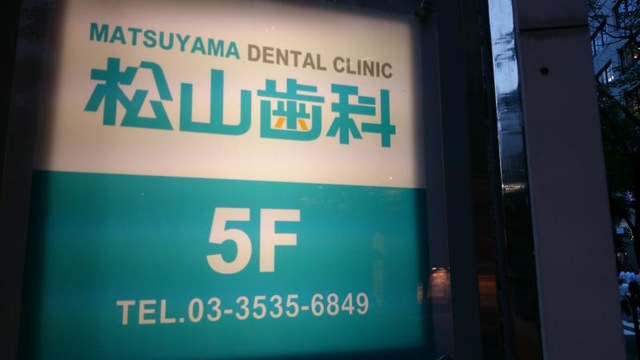 MATSUYAMA DENTAL CLINIC
松山歯科
5F
TEL.03-3535-6849